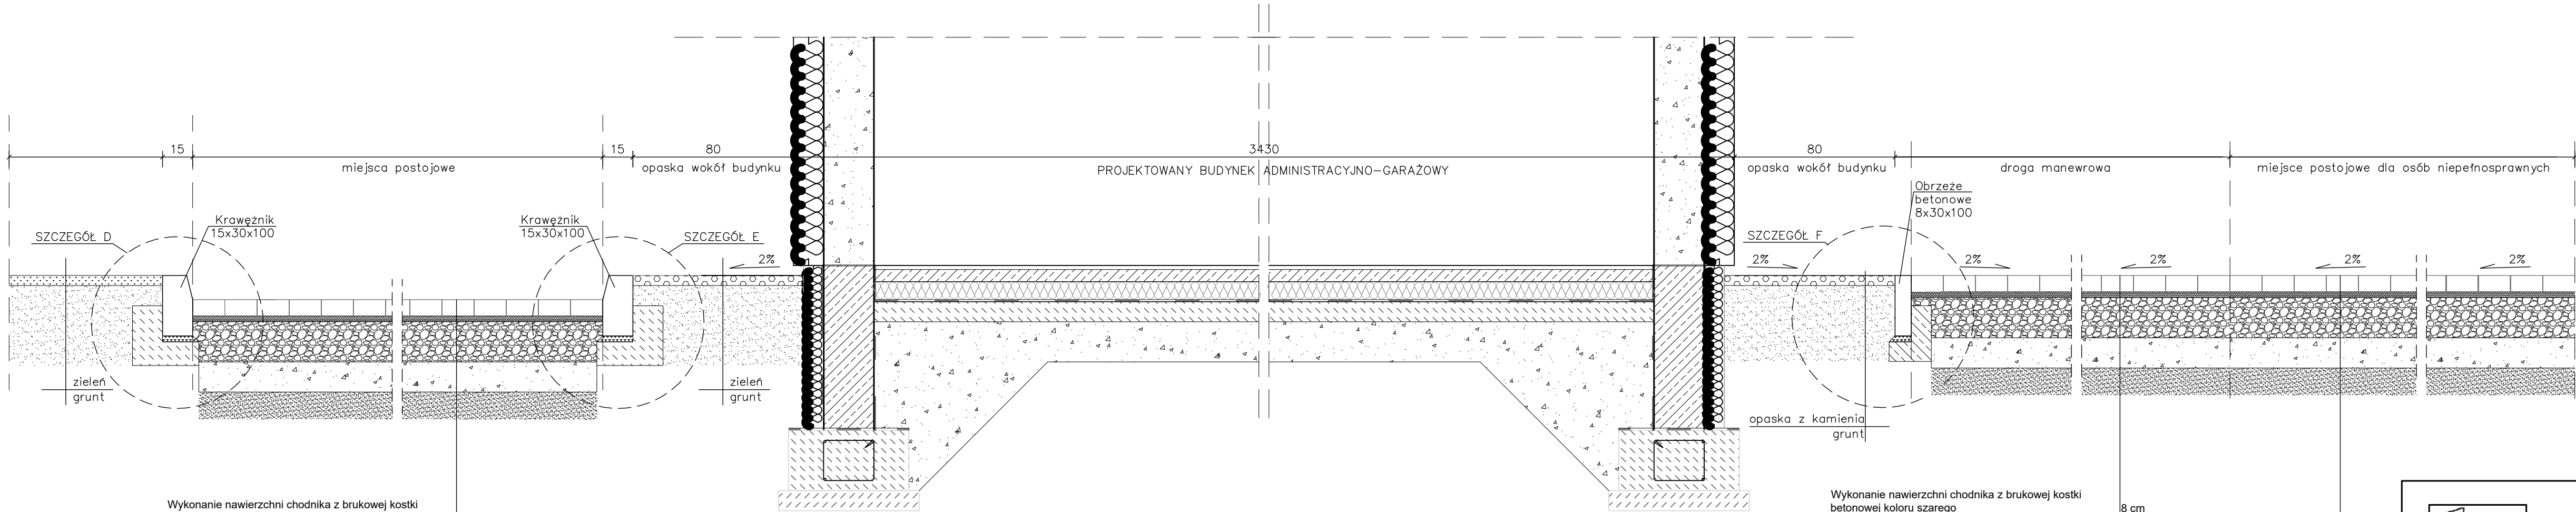 15
15
80
3430
80
miejsca postojowe
opaska wokół budynku
PROJEKTOWANY BUDYNEK ADMINISTRACYJNO-GARAŻOWY
opaska wokół budynku
droga manewrowa
miejsce postojowe dla osób niepełnosprawnych
SZCZEGÓŁ D
Krawężnik
15x30x100
Krawężnik
15x30x100
SZCZEGÓŁ E
2%
SZCZEGÓŁ F
Obrzeże
betonowe
8x30x100
2%
2%
2%
2%
2%
zieleń
grunt
zieleń
grunt
opaska z kamienia
grunt
Wykonanie nawierzchni chodnika z brukowej kostki
Wykonanie nawierzchni chodnika z brukowej kostki
betonowej koloru szarego
8 cm